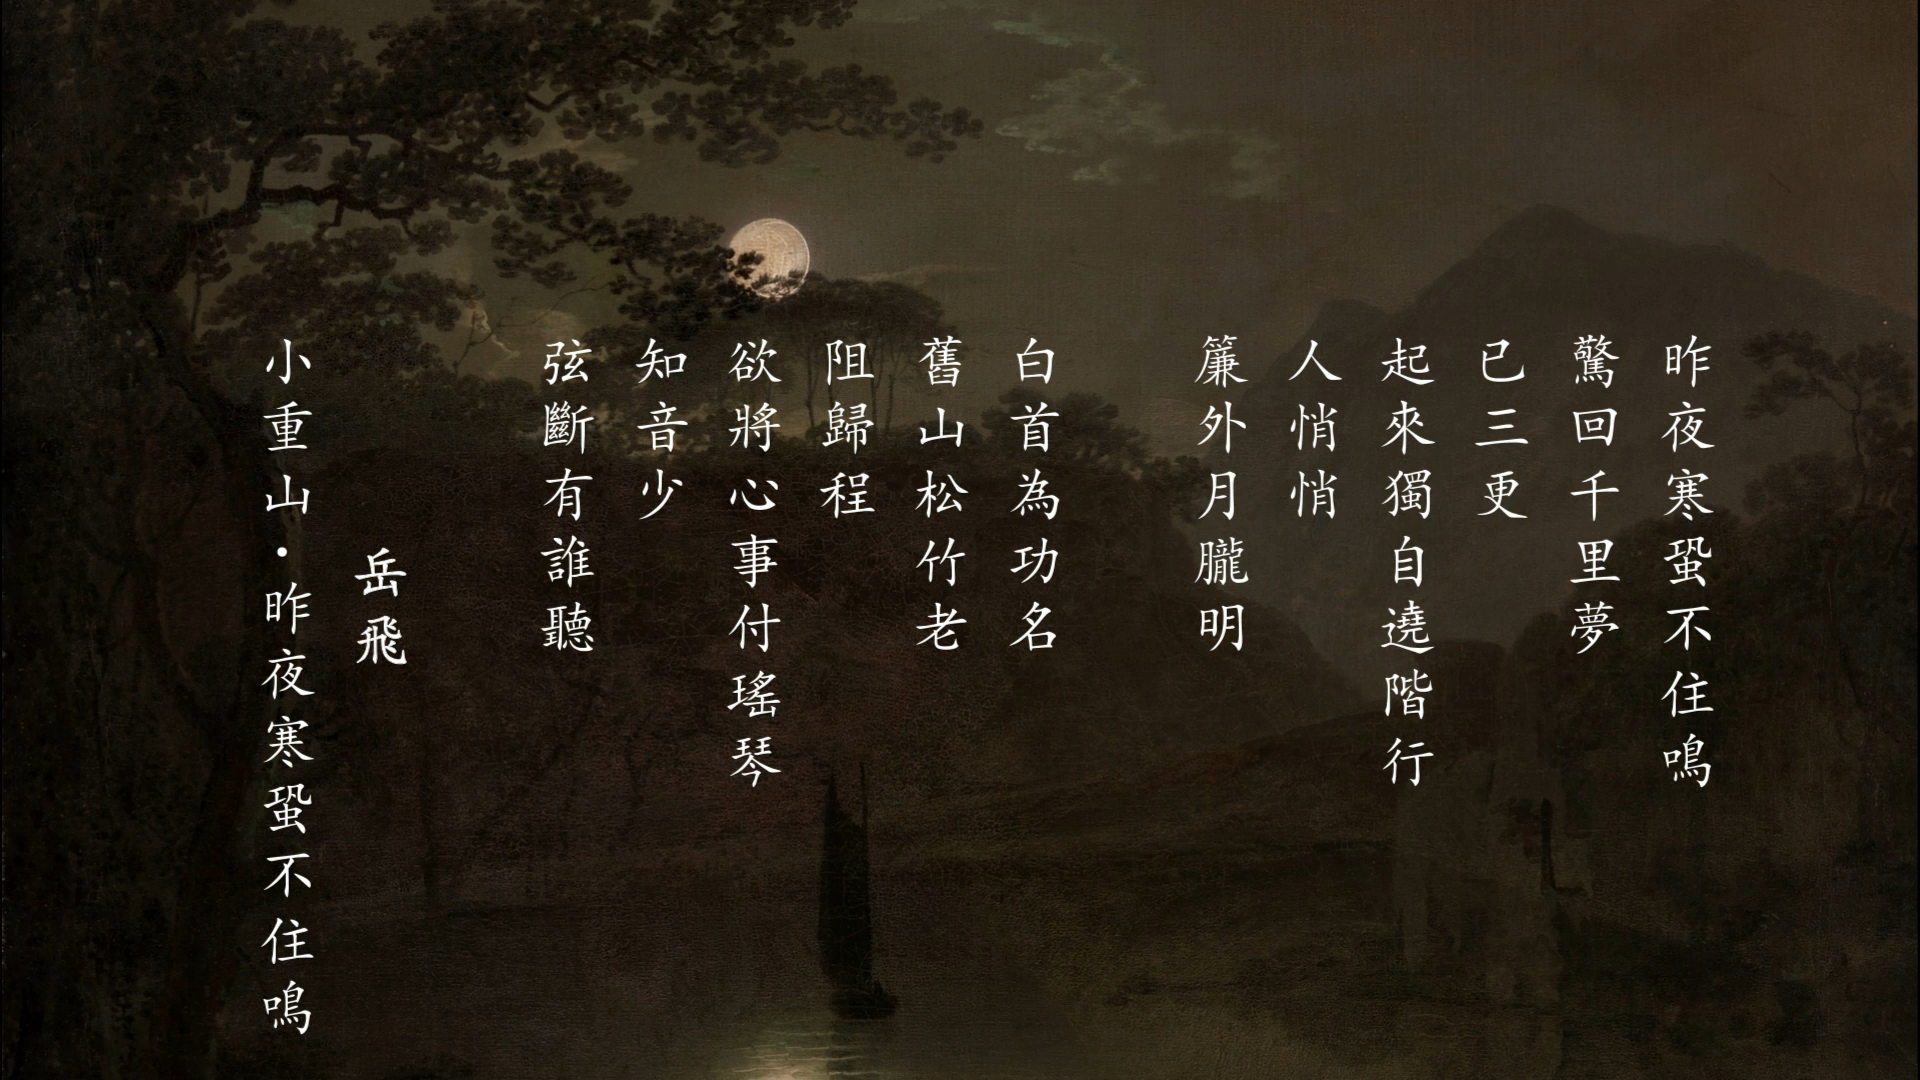 昨夜寒蛩不住鳴
驚回千里夢
已三更
起來獨自遶階行
人悄悄
簾外月朧明
白首為功名
舊山松竹老
阻歸程
欲將心事付瑤琴
知音少
弦斷有誰聽
岳飛
小重山·昨夜寒蛩不住鳴